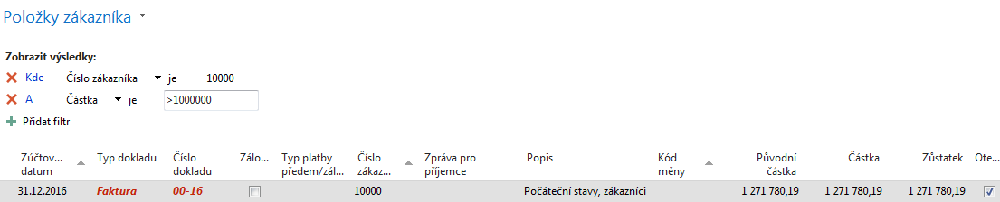 Položky zákazníka
Zobrazit výsledky:
Kde Číslo zákazníka je 10000
A Částka je >1000000
Přidat filtr
Zúčtov... Typ dokladu Číslo Zálo... Typ platby Číslo Zpráva pro Popis Kód Původní Částka Zůstatek Ote...
datum dokladu předem/zál... zákaz... příjemce měny částka
31.12.2016 Faktura 00-16 10000 Počáteční stavy, zákazníci 1 271 780,19 1 271 780,19 1 271 780,19